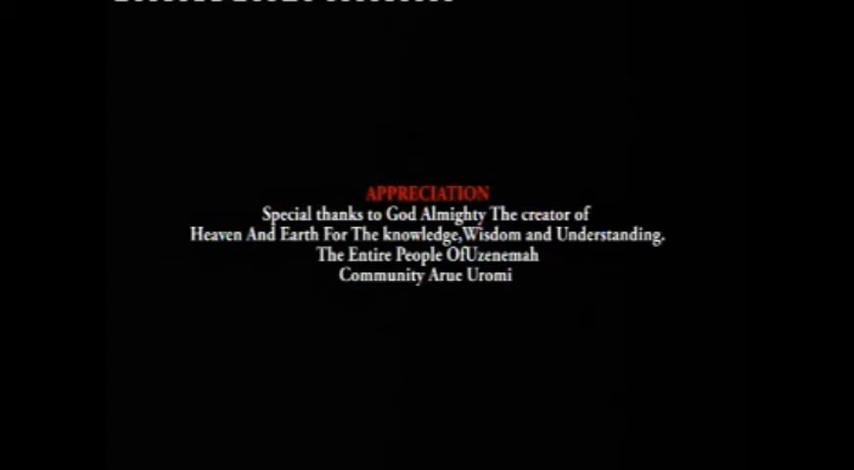 APPRECIATION
Special thanks to God Almighty The creator of
Heaven And Earth For The knowledge,Wisdom and Understanding.
The Entire People OfUzenemah
Community Arue Uromi